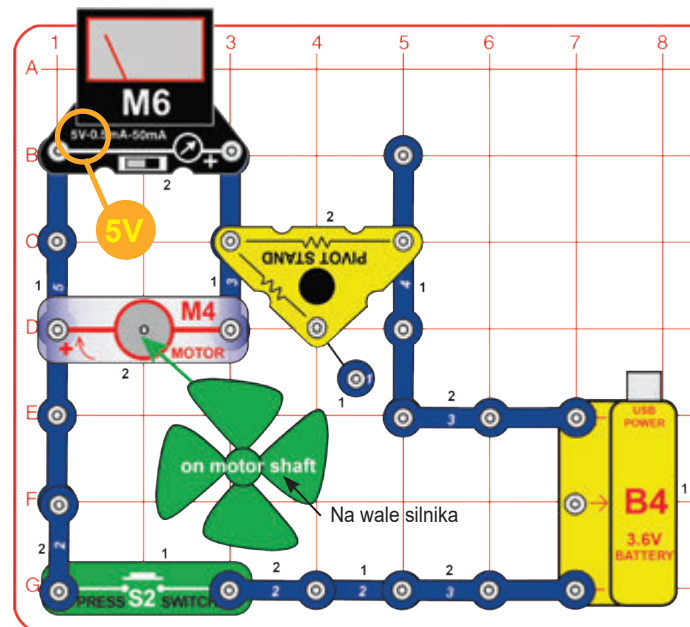 1 3 4 5 7 8
A
M6
5V-0.5mA-50mA
B
+
2
5V
C
2
PIVOT STAND
1 5
1 3
4 1
D
M4
+
MOTOR
2
1
1
E
2
3
USB
POWER
on motor shaft
Na wale silnika
F
B4
1
3.6V
BATTERY
2 2
1
2 1 2
G
PRESS S2 SWITCH
2 2 3